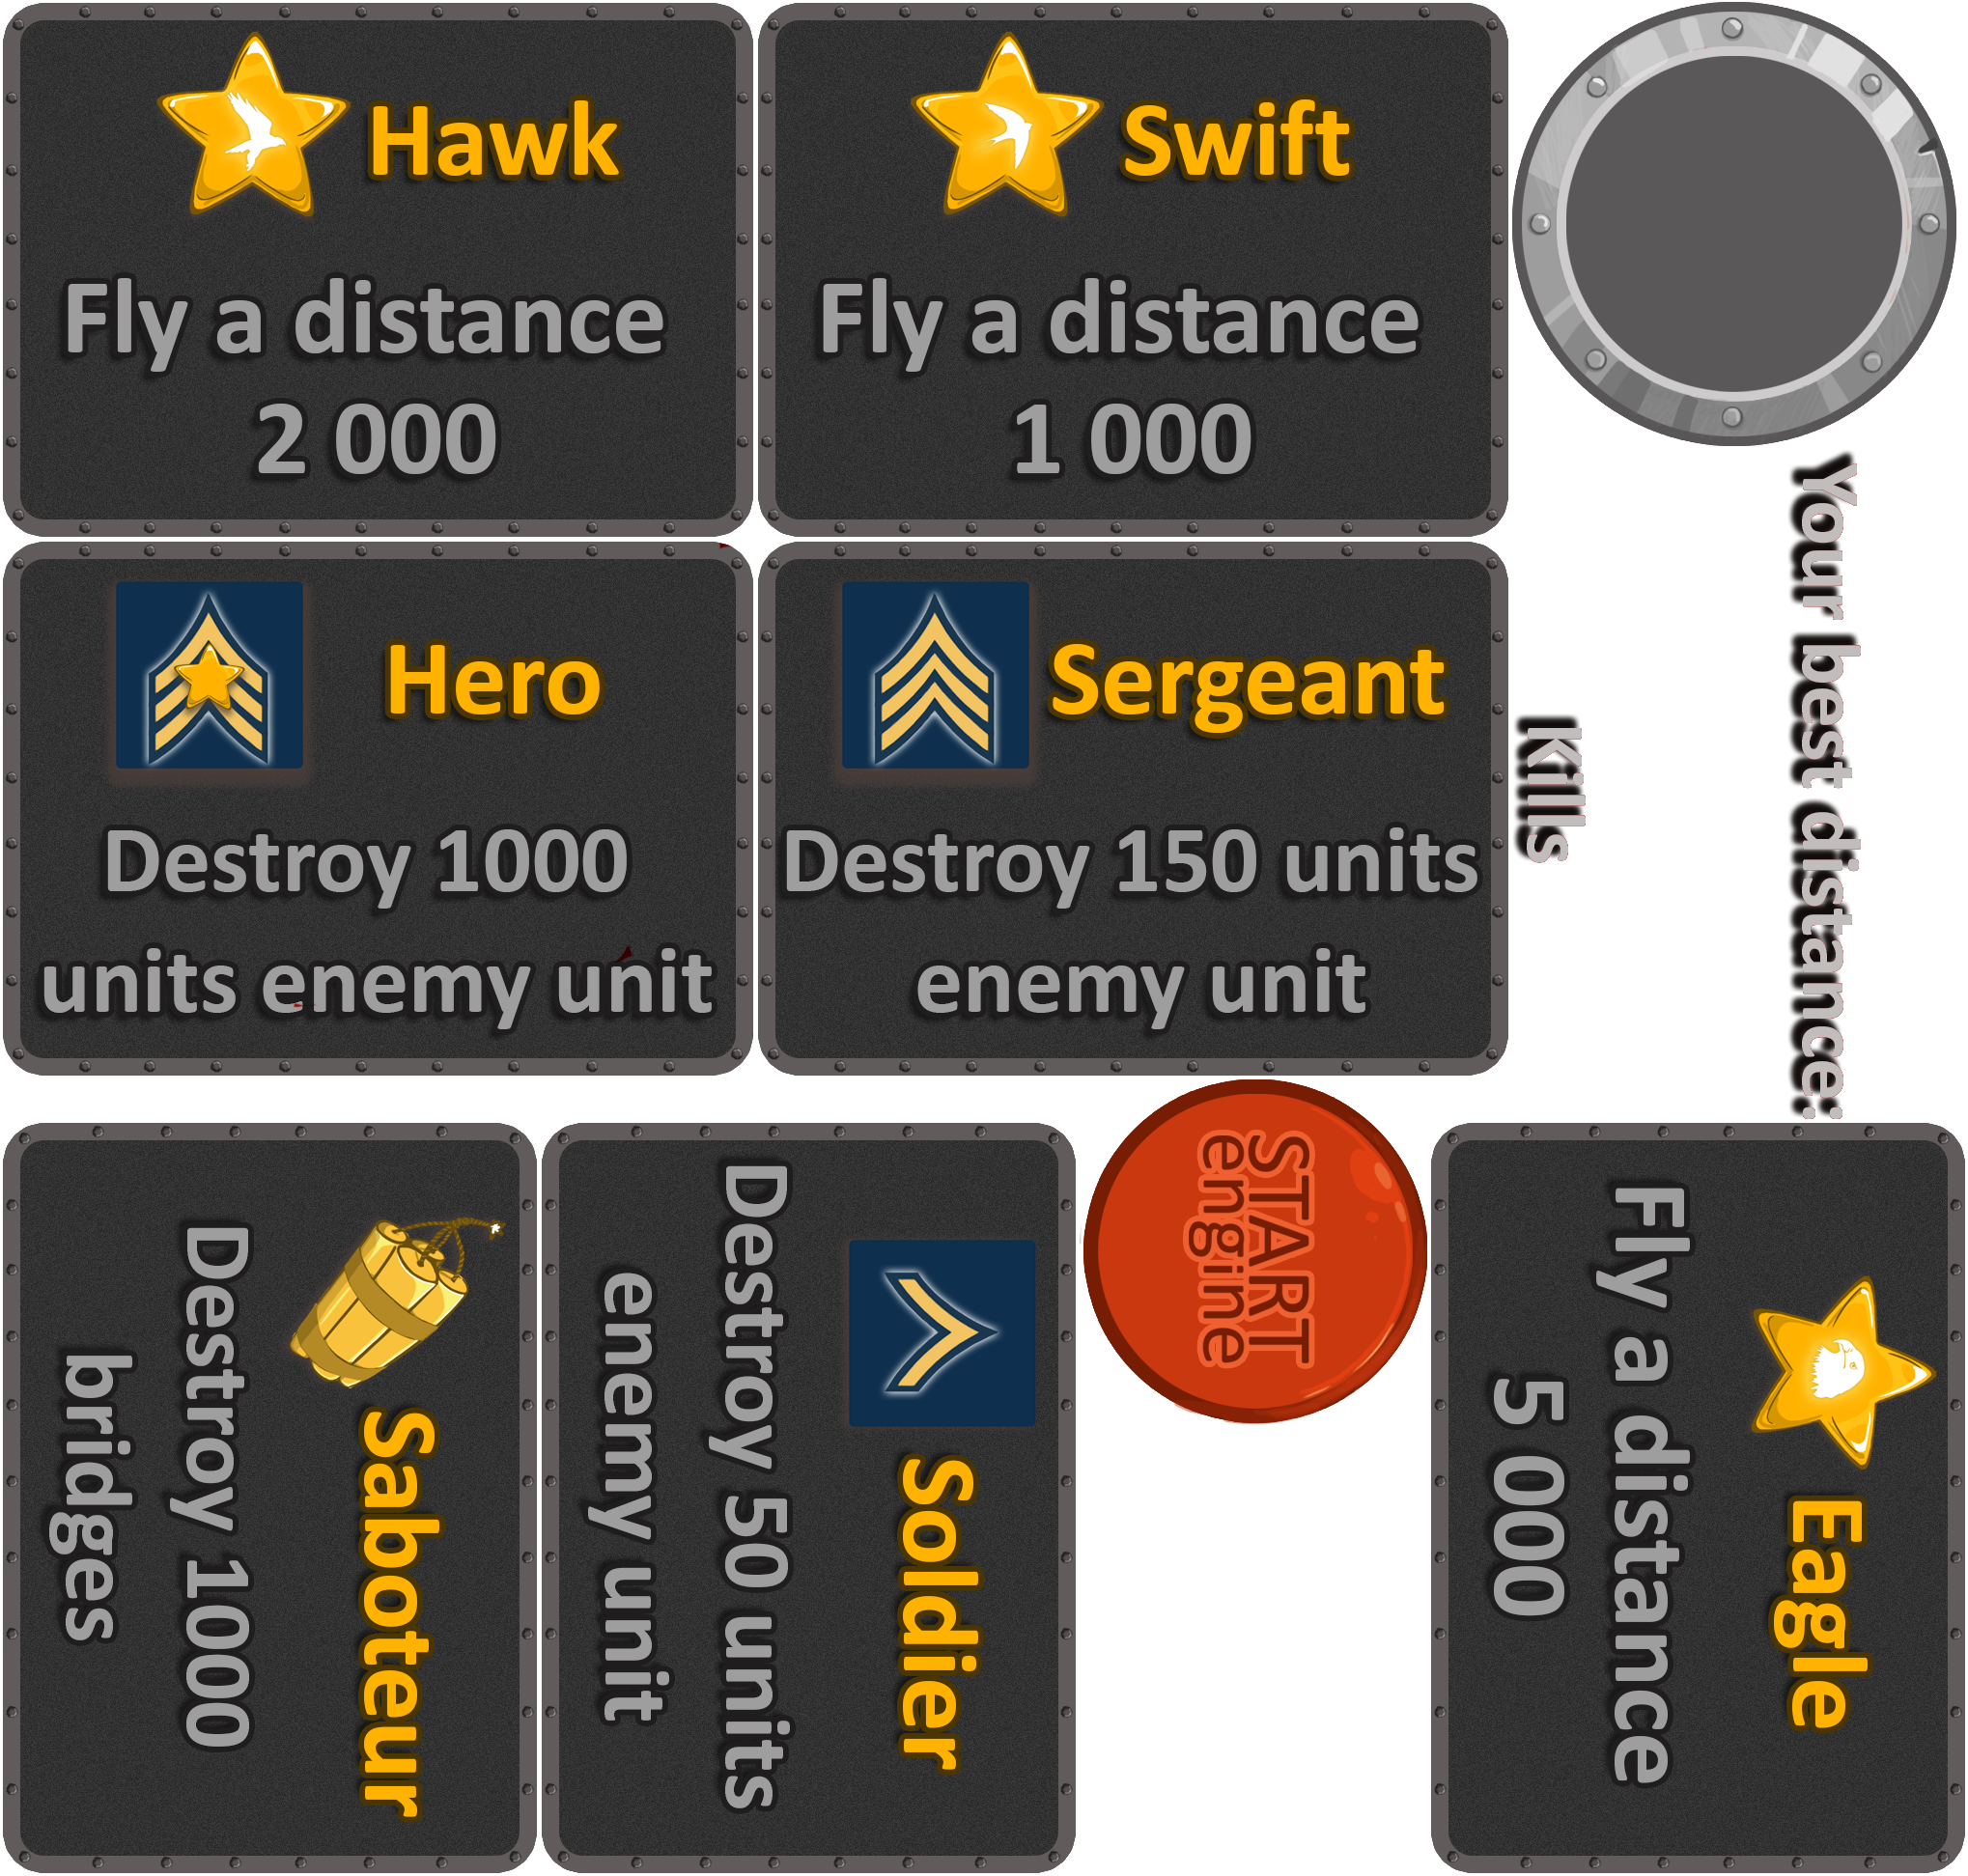 Hawk
Fly a distance
2 000
Swift
Fly a distance
1 000
Your best distance:
Hero
Destroy 1000
units enemy unit
Sergeant
Destroy 150 units
enemy unit
Kills
Saboteur
Destroy 1000
bridges
Soldier
Destroy 50 units
enemy unit
START
engine
Eagle
Fly a distance
5 000